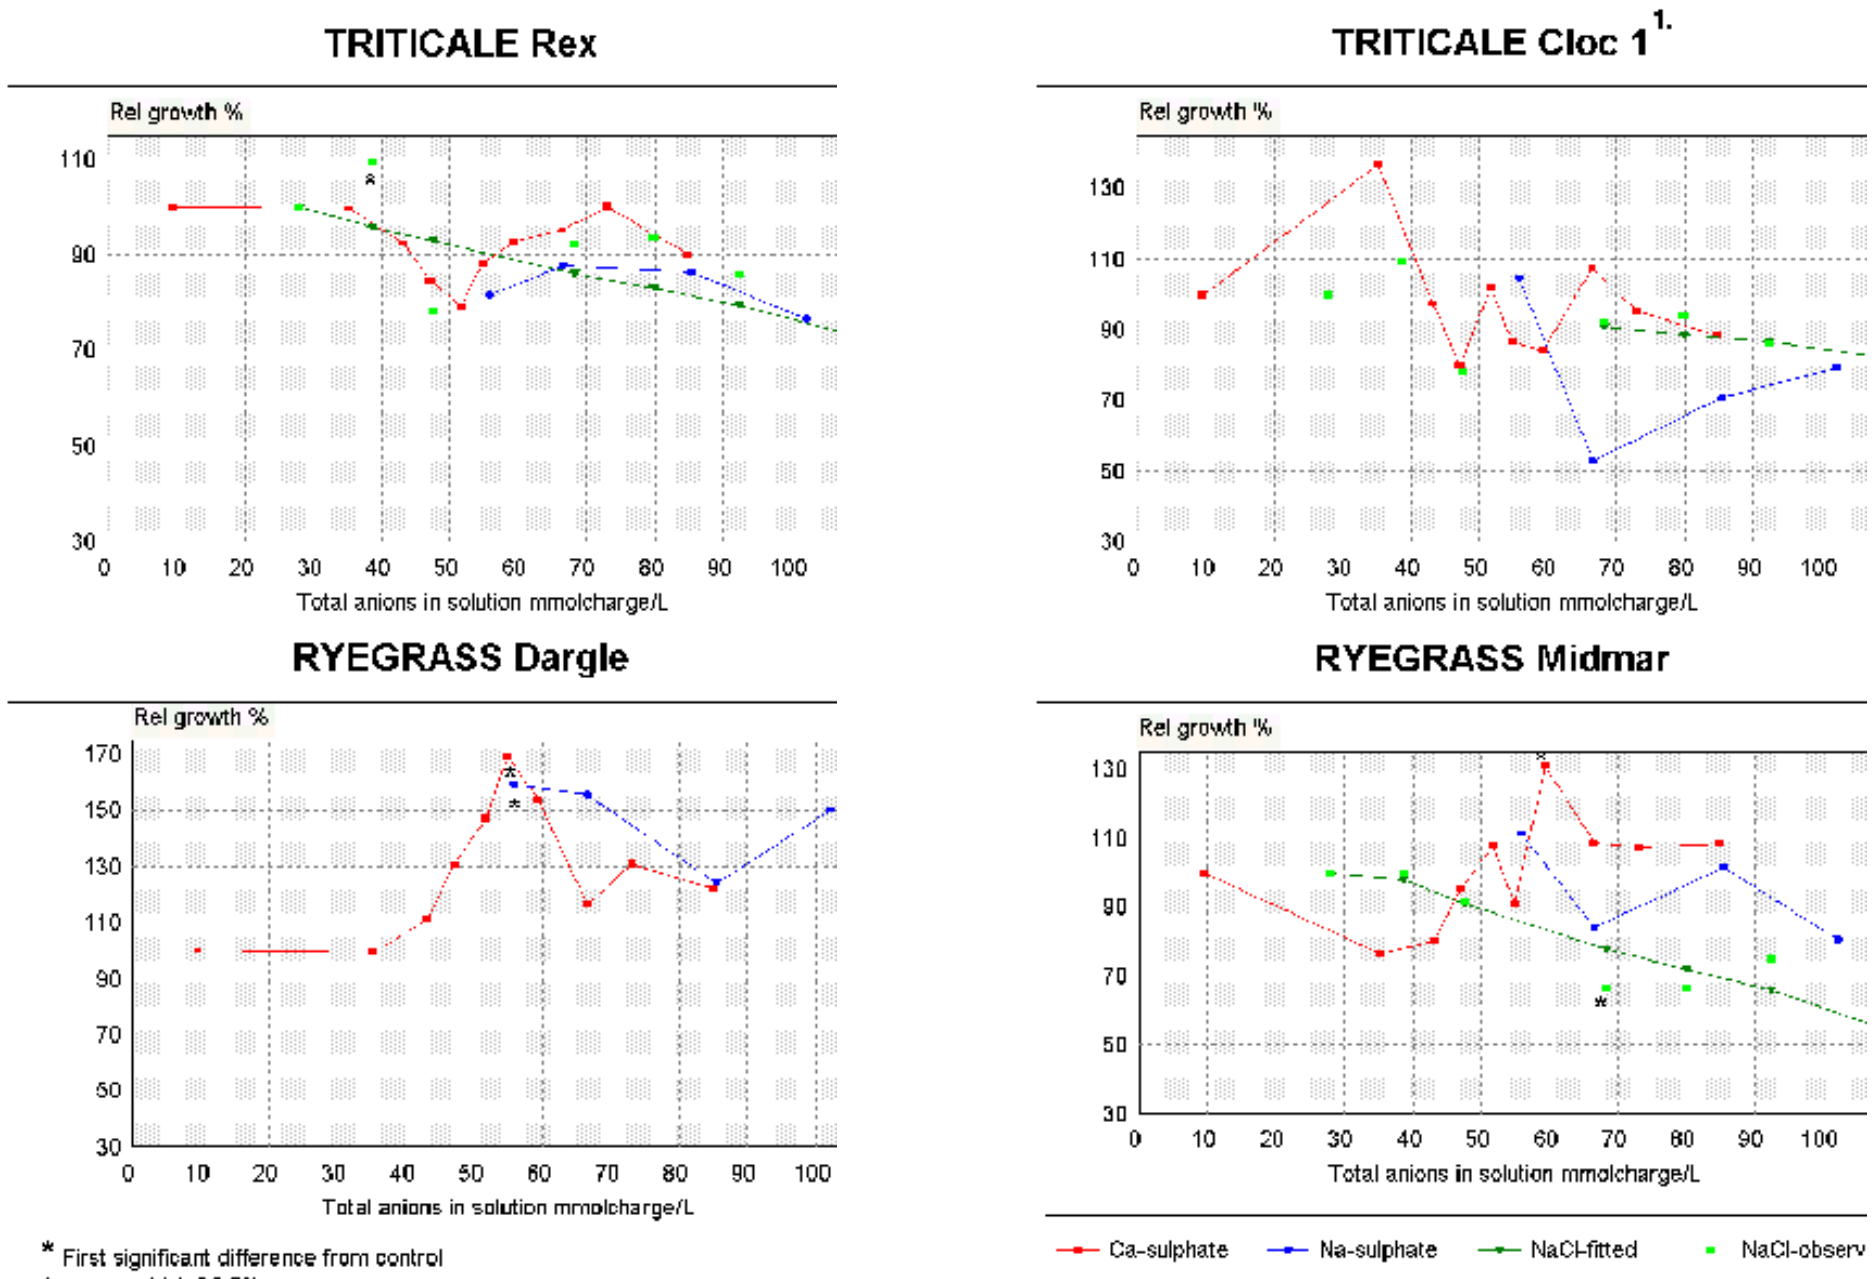 TRITICALE Rex
Rel growth %
110
90
70
50
30
0 10 20 30 40 50 60 70 80 90 100
Total anions in solution mmolcharge/L
TRITICALE Cloc 1 1.
Rel growth %
130
110
90
70
50
30
0 10 20 30 40 50 60 70 80 90 100
Total anions in solution mmolcharge/L
RYEGRASS Dargle
Rel growth %
170
150
130
110
90
70
50
30
0 10 20 30 40 50 60 70 80 90 100
Total anions in solution mmolcharge/L
* First significant difference from control
RYEGRASS Midmar
Rel growth %
130
110
90
70
50
30
0 10 20 30 40 50 60 70 80 90 100
Total anions in solution mmolcharge/L
Ca-sulphate Na-sulphate NaCl-fitted NaCl-observ